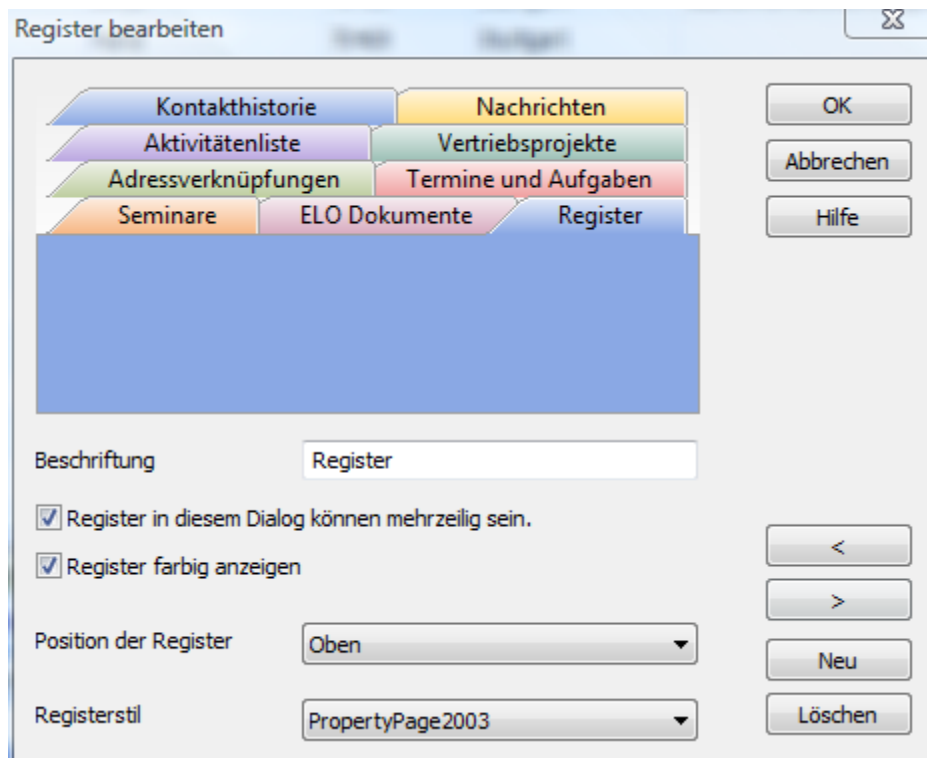 Register bearbeiten
Kontakthistorie
Nachrichten
Aktivitätenliste
Vertriebsprojekte
Adressverknüpfungen
Termine und Aufgaben
Seminare
ELO Dokumente
Register
OK
Abbrechen
Hilfe
Beschriftung
Register
Register in diesem Dialog können mehrzeilig sein.
Register farbig anzeigen
<
>
Position der Register
Oben
Neu
Registerstil
PropertyPage2003
Löschen